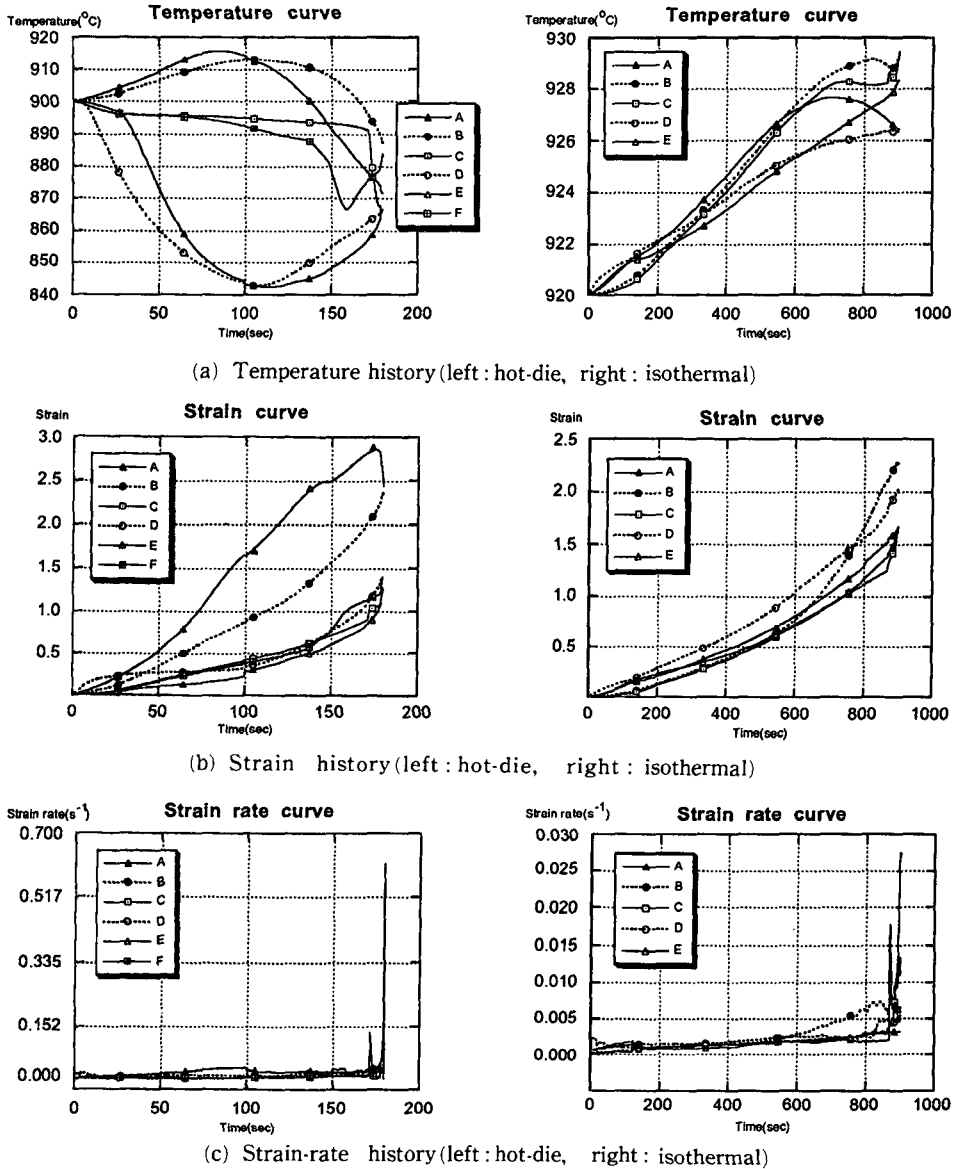 Temperature curve
Temperature(°C)
920
910
900
890
880
870
860
850
840
0 50 100 150 200
Time(sec)
A
B
C
D
E
F
Temperature curve
Temperature(°C)
930
928
926
924
922
920
0 200 400 600 800 1000
Time(sec)
A
B
C
D
E
(a) Temperature history (left : hot-die, right : isothermal)
Strain curve
Strain
3.0
2.5
2.0
1.5
1.0
0.5
0 50 100 150 200
Time(sec)
A
B
C
D
E
F
Strain curve
Strain
2.5
2.0
1.5
1.0
0.5
0 200 400 600 800 1000
Time(sec)
A
B
C
D
E
(b) Strain history (left : hot-die, right : isothermal)
Strain rate curve
Strain rate(s⁻¹)
0.700
0.517
0.335
0.152
0.000
0 50 100 150 200
Time(sec)
A
B
C
D
E
F
Strain rate curve
Strain rate(s⁻¹)
0.030
0.025
0.020
0.015
0.010
0.005
0.000
0 200 400 600 800 1000
Time(sec)
A
B
C
D
E
(c) Strain-rate history (left : hot-die, right : isothermal)